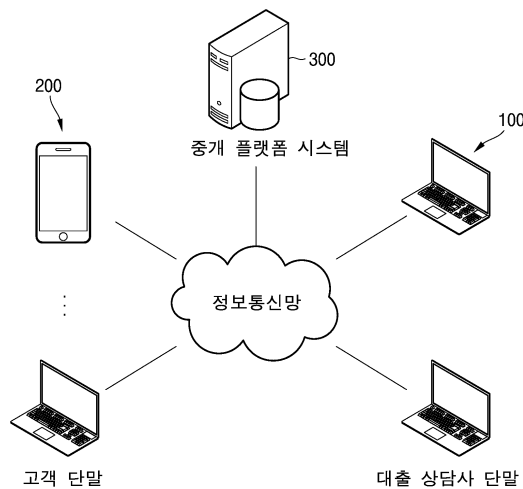 300
200
중개 플랫폼 시스템
100
정보통신망
고객 단말
대출 상담사 단말